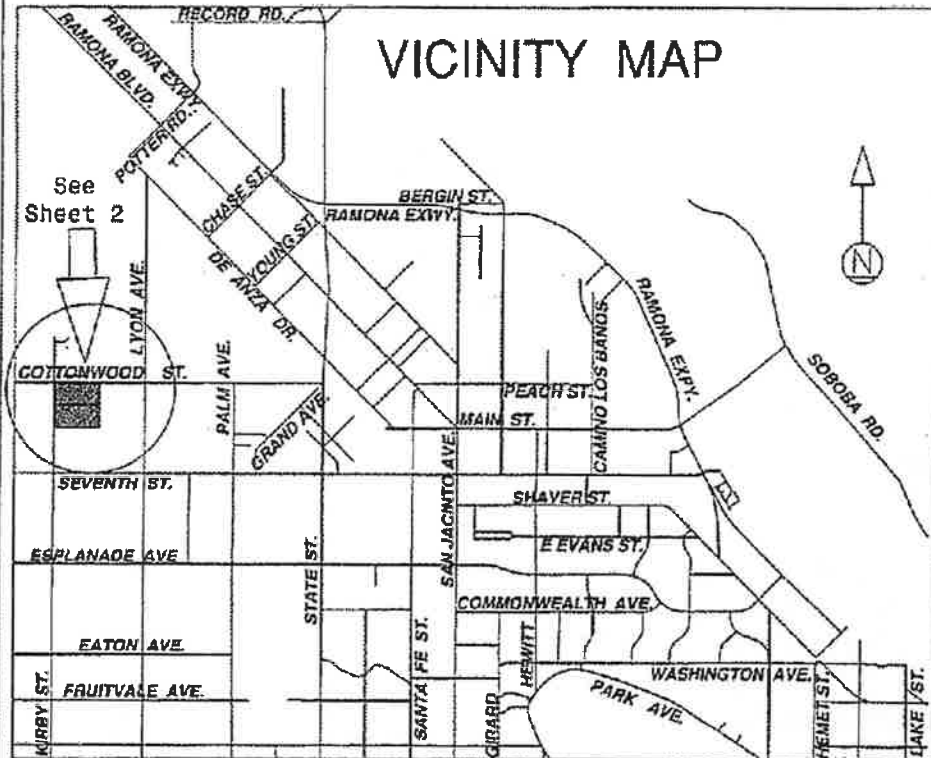 RECORD RD.
VICINITY MAP
RAMONA EXWY.
RAMONA BLVD.
POTTER RD.
See
Sheet 2
CHASE ST.
BERGIN ST.
RAMONA EXWY.
YOUNG ST.
DE ANZA DR.
LYON AVE.
N
RAMONA EXPY.
CAMINO LOS BANOS
SOBOBA RD.
COTTONWOOD ST.
PALM AVE.
GRAND AVE.
PEACH ST.
MAIN ST.
SEVENTH ST.
SAN JACINTO AVE.
SHAVER ST.
E EVANS ST.
ESPLANADE AVE
STATE ST.
COMMONWEALTH AVE.
EATON AVE.
SANTA FE ST.
HEWITT
WASHINGTON AVE.
FRUITVALE AVE.
KIRBY ST.
GIRARD
PARK AVE.
HEMET ST.
LAKE ST.